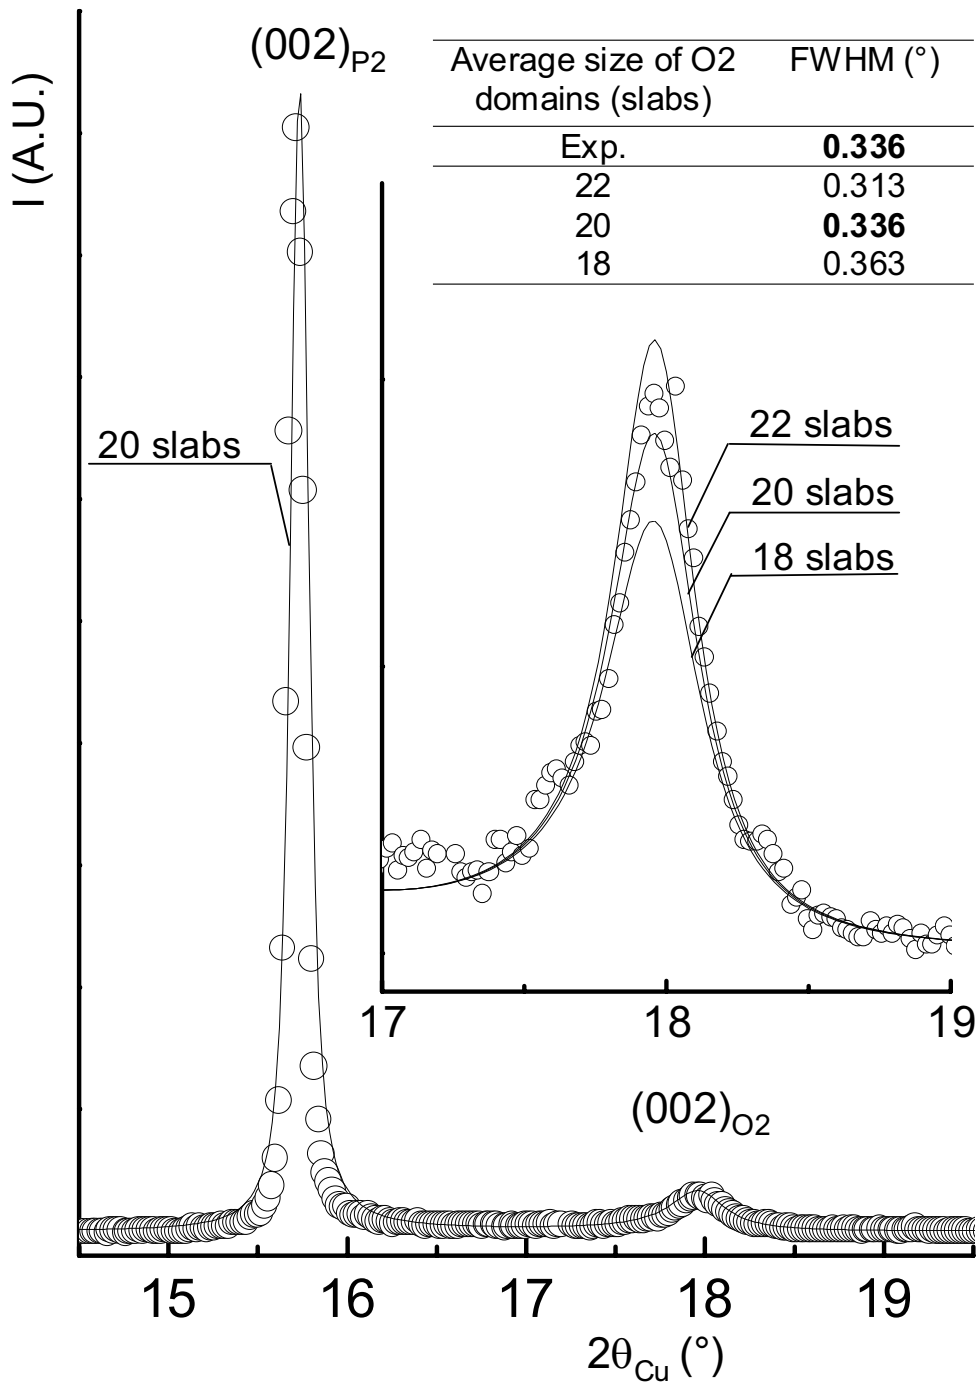 (002)P2
I (A.U.)
Average size of O2 FWHM (°)
domains (slabs)
Exp. 0.336
22 0.313
20 0.336
18 0.363
20 slabs
22 slabs
20 slabs
18 slabs
17 18 19
(002)O2
15 16 17 18 19
2θCu (°)